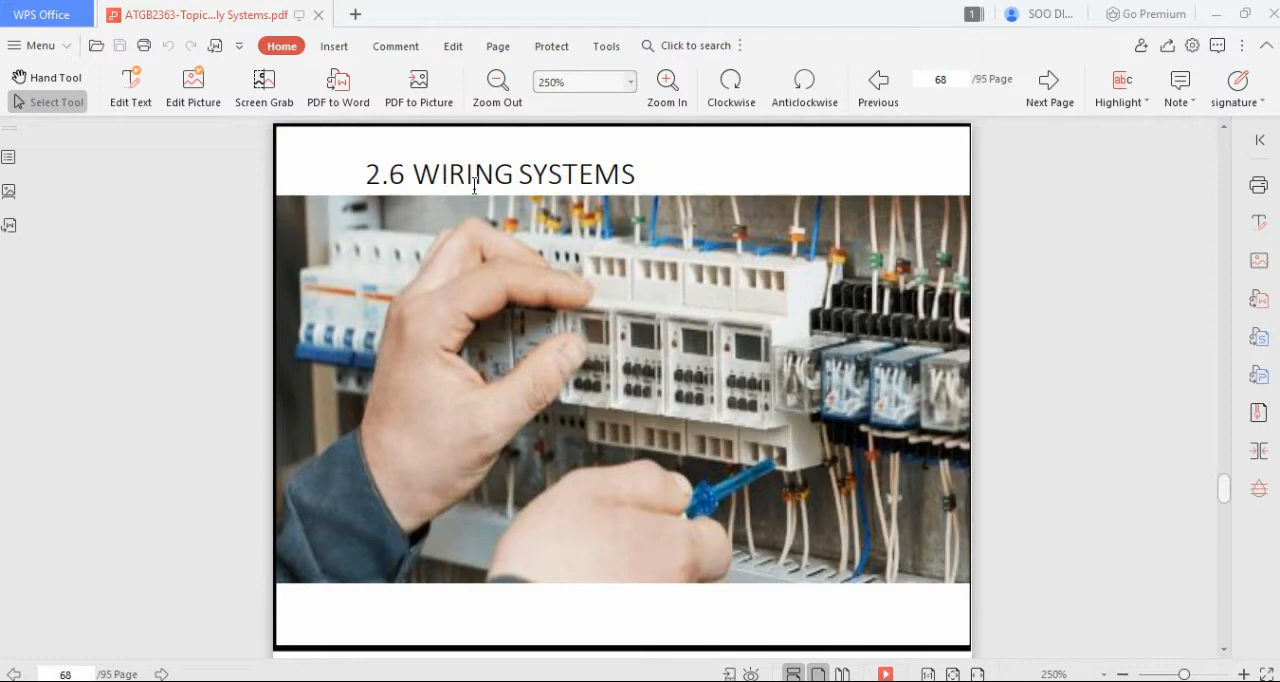 WPS Office
ATGB2363-Topic...ly Systems.pdf
1
SOO DI...
Go Premium
Menu
Home
Insert
Comment
Edit
Page
Protect
Tools
Click to search
Hand Tool
Select Tool
Edit Text
Edit Picture
Screen Grab
PDF to Word
PDF to Picture
Zoom Out
250%
Zoom In
Clockwise
Anticlockwise
Previous
68 /95 Page
Next Page
abc
Highlight
Note
signature
2.6 WIRING SYSTEMS
68 /95 Page
250%